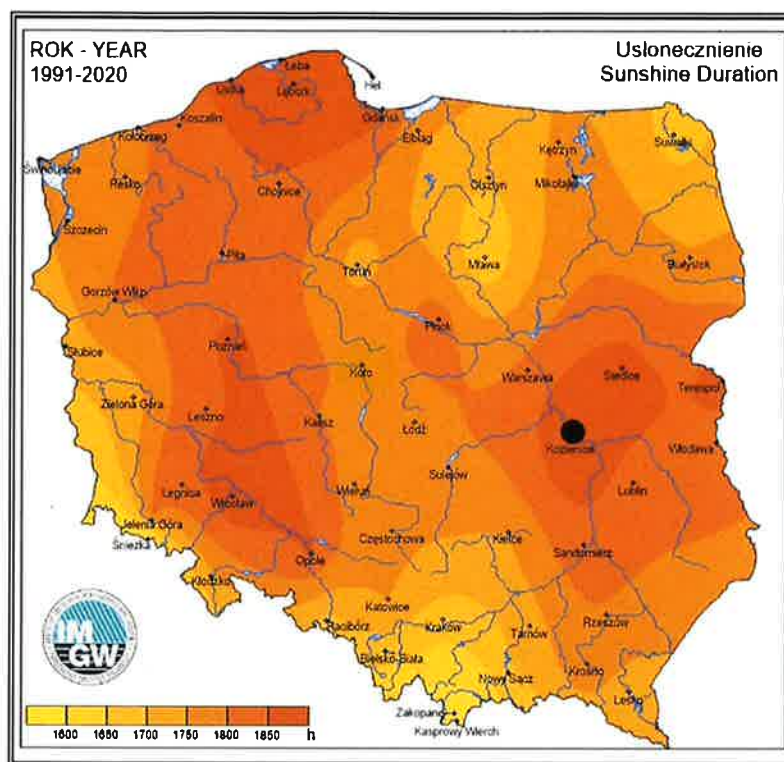 ROK - YEAR
1991-2020
Usłonecznienie
Sunshine Duration
Łeba
Ustka
Lębork
Hel
Gdańsk
Koszalin
Kołobrzeg
Elbląg
Kętrzyn
Suwałki
Świnoujście
Resko
Chojnice
Olsztyn
Mikołajki
Szczecin
Piła
Toruń
Mława
Białystok
Gorzów Wlkp
Płock
Słubice
Poznań
Koło
Warszawa
Siedlce
Terespol
Zielona Góra
Leszno
Kalisz
Łódź
Kozienice
Włodawa
Sulejów
Legnica
Wrocław
Wieluń
Lublin
Jelenia Góra
Śnieżka
Częstochowa
Kielce
Sandomierz
Opole
Kłodzko
Katowice
Racibórz
Kraków
Tarnów
Rzeszów
Bielsko-Biała
Nowy Sącz
Krosno
Lesko
Zakopane
Kasprowy Wierch
IM
GW
1600 1650 1700 1750 1800 1850 h